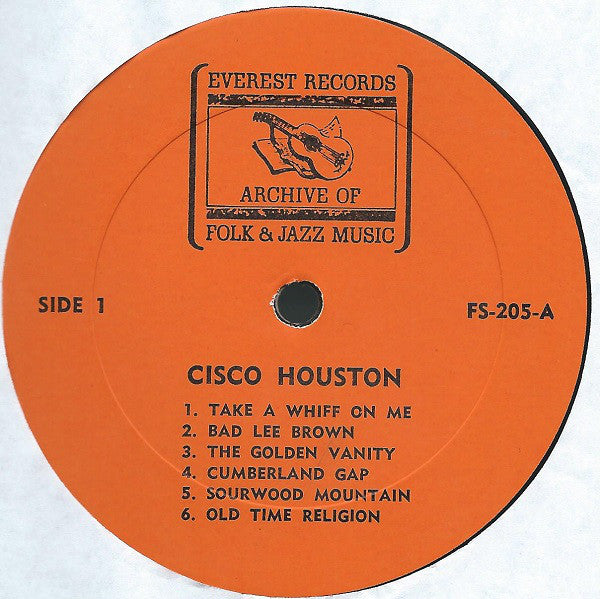 EVEREST RECORDS
ARCHIVE OF
FOLK & JAZZ MUSIC
SIDE 1
FS-205-A
CISCO HOUSTON
1. TAKE A WHIFF ON ME
2. BAD LEE BROWN
3. THE GOLDEN VANITY
4. CUMBERLAND GAP
5. SOURWOOD MOUNTAIN
6. OLD TIME RELIGION